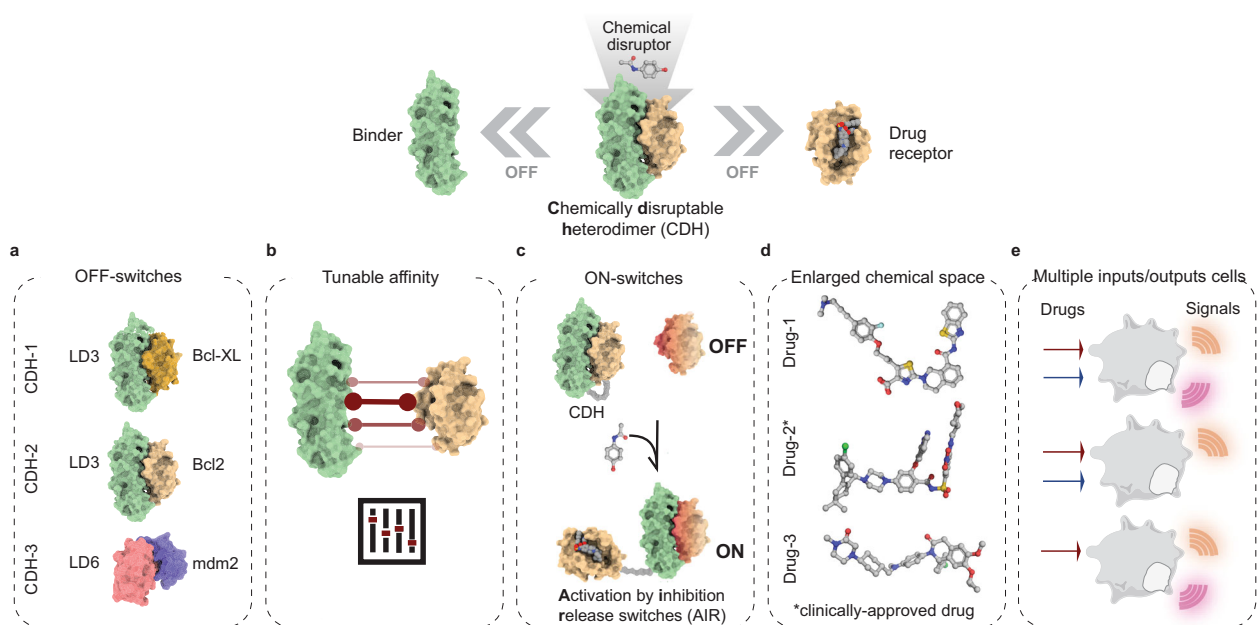 Chemical
disruptor
Binder
OFF
OFF
Drug
receptor
Chemically disruptable
heterodimer (CDH)
a
OFF-switches
CDH-1
LD3
Bcl-XL
CDH-2
LD3
Bcl2
CDH-3
LD6
mdm2
b
Tunable affinity
c
ON-switches
OFF
CDH
ON
Activation by inhibition
release switches (AIR)
d
Enlarged chemical space
Drug-1
Drug-2*
Drug-3
*clinically-approved drug
e
Multiple inputs/outputs cells
Drugs
Signals